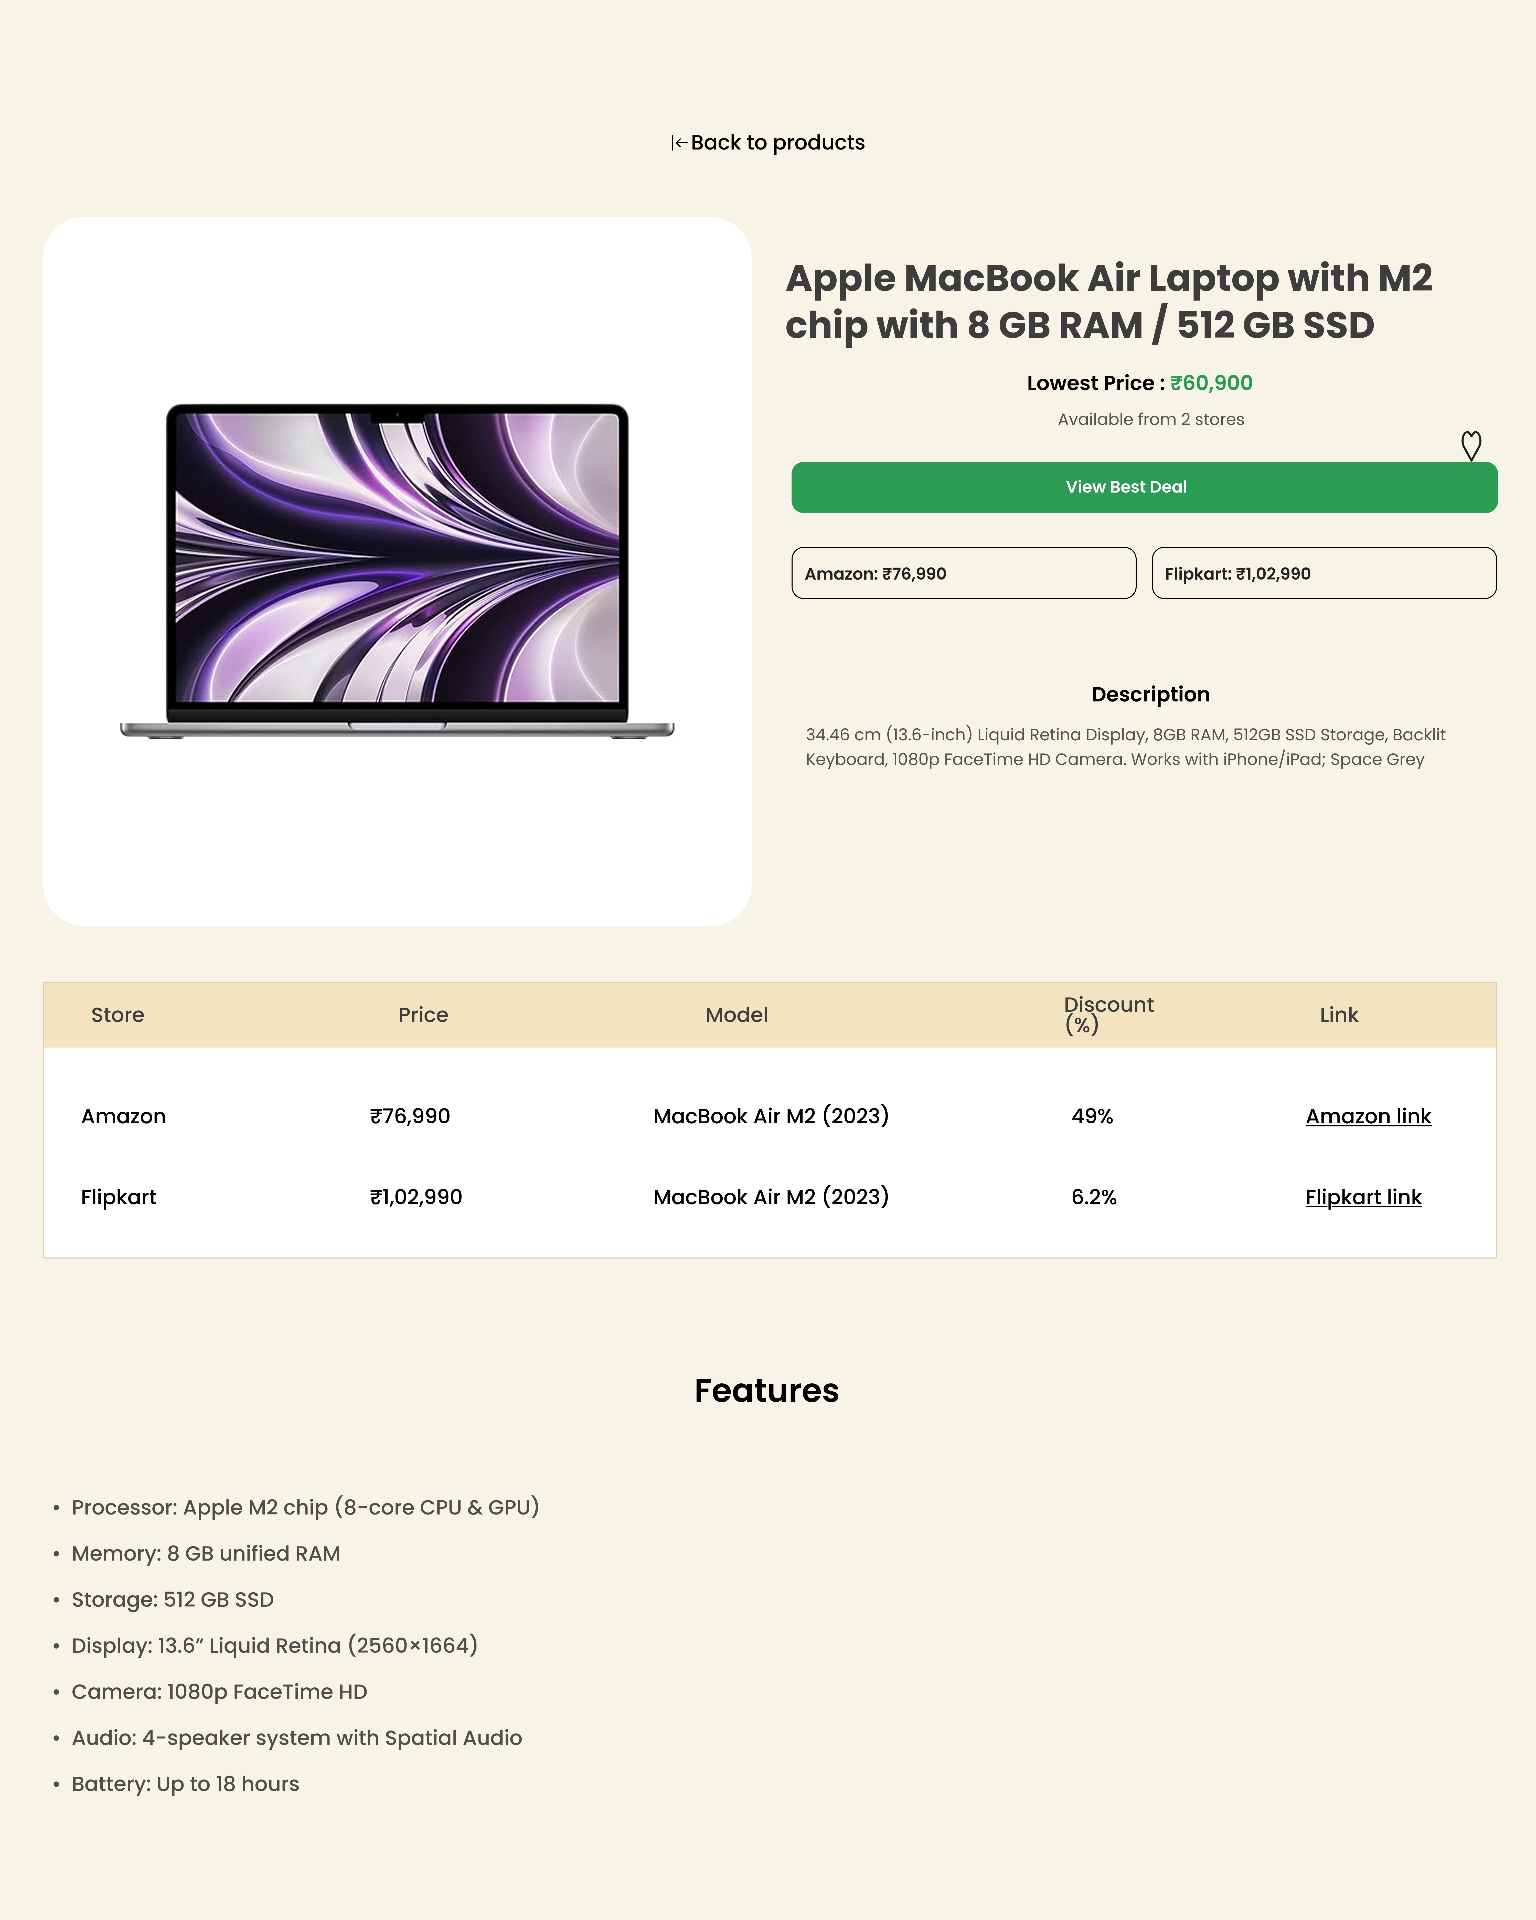 Back to products
Apple MacBook Air Laptop with M2
chip with 8 GB RAM / 512 GB SSD
Lowest Price : ₹60,900
Available from 2 stores
View Best Deal
Amazon: ₹76,990
Flipkart: ₹1,02,990
Description
34.46 cm (13.6-inch) Liquid Retina Display, 8GB RAM, 512GB SSD Storage, Backlit
Keyboard, 1080p FaceTime HD Camera. Works with iPhone/iPad; Space Grey
Store Price Model Discount (%) Link
Amazon ₹76,990 MacBook Air M2 (2023) 49% Amazon link
Flipkart ₹1,02,990 MacBook Air M2 (2023) 6.2% Flipkart link
Features
• Processor: Apple M2 chip (8-core CPU & GPU)
• Memory: 8 GB unified RAM
• Storage: 512 GB SSD
• Display: 13.6” Liquid Retina (2560×1664)
• Camera: 1080p FaceTime HD
• Audio: 4-speaker system with Spatial Audio
• Battery: Up to 18 hours